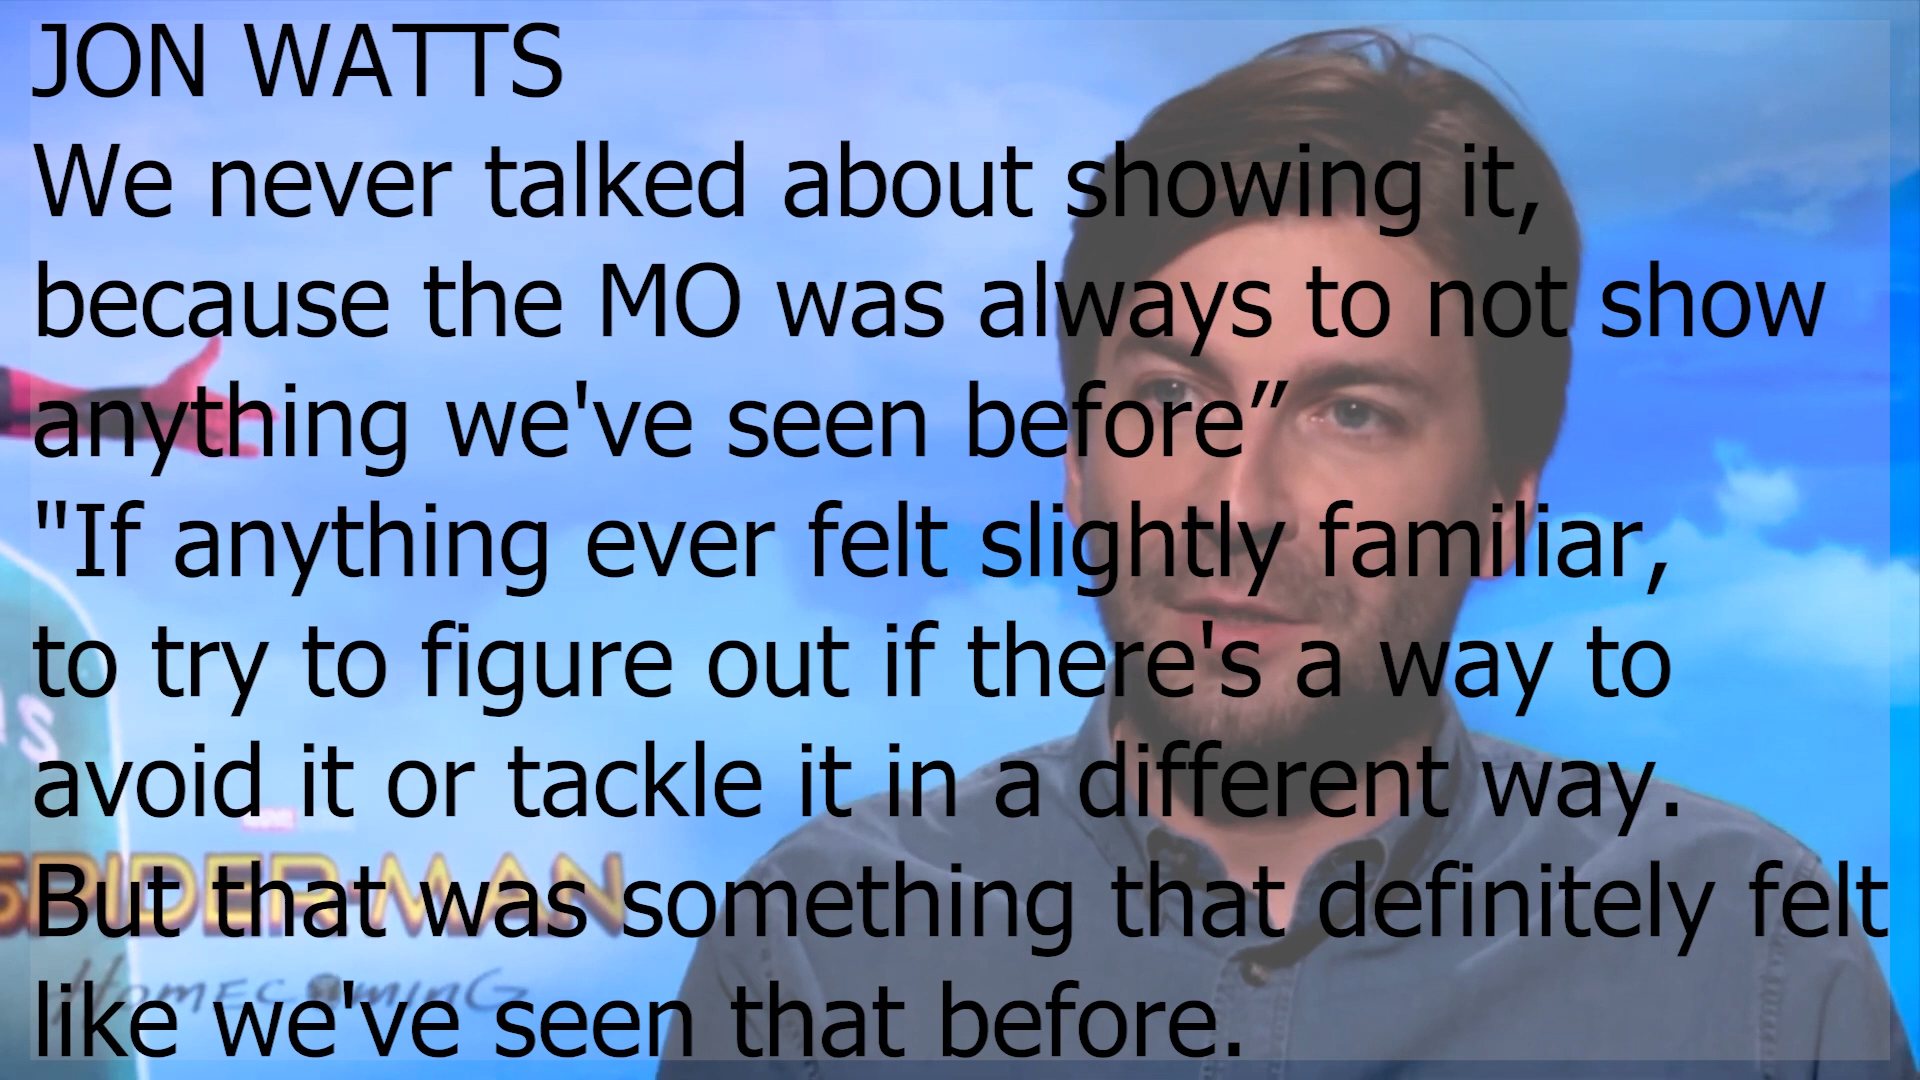 JON WATTS
We never talked about showing it,
because the MO was always to not show
anything we've seen before”
"If anything ever felt slightly familiar,
to try to figure out if there's a way to
avoid it or tackle it in a different way.
But that was something that definitely felt
like we've seen that before.
SPIDER-MAN
HOMECOMING